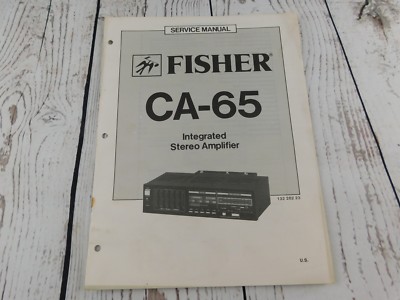 SERVICE MANUAL
FISHER
CA-65
Integrated
Stereo Amplifier
U.S.